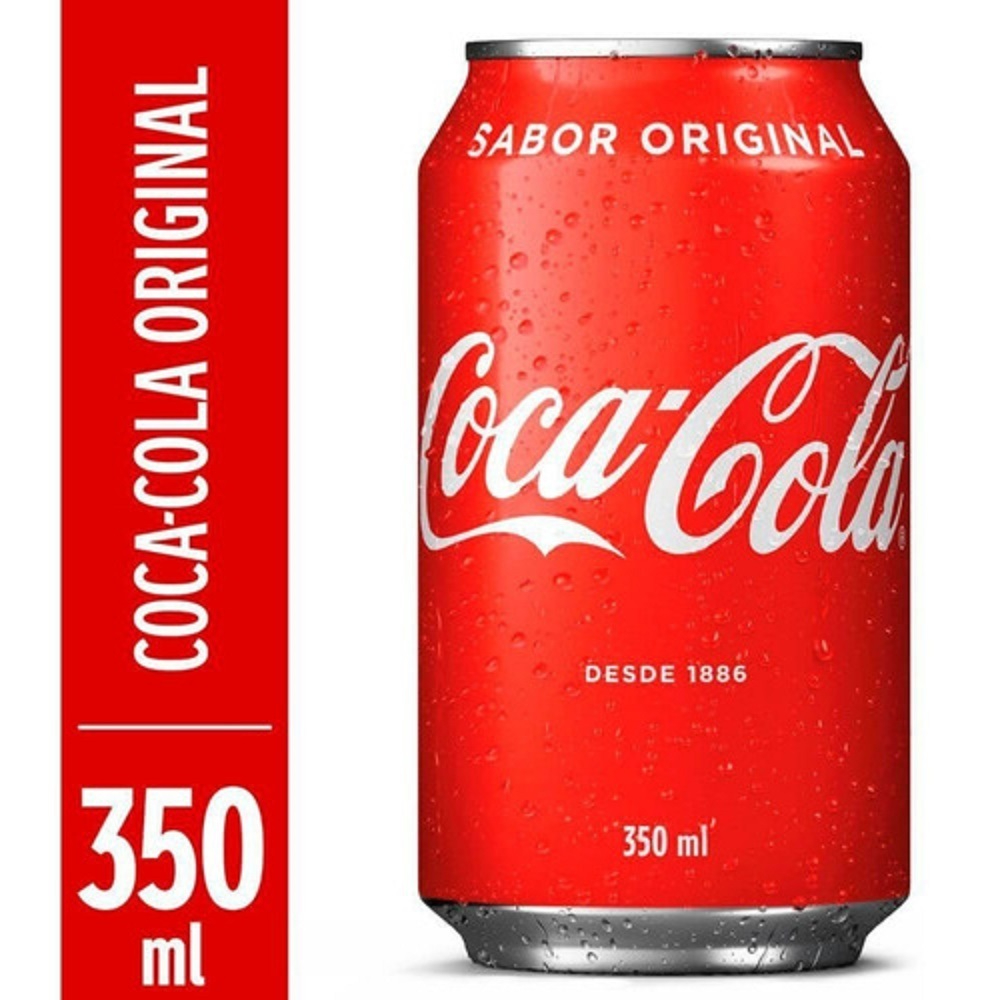 COCA-COLA ORIGINAL
350
ml
SABOR ORIGINAL
Coca-Cola
DESDE 1886
350 ml